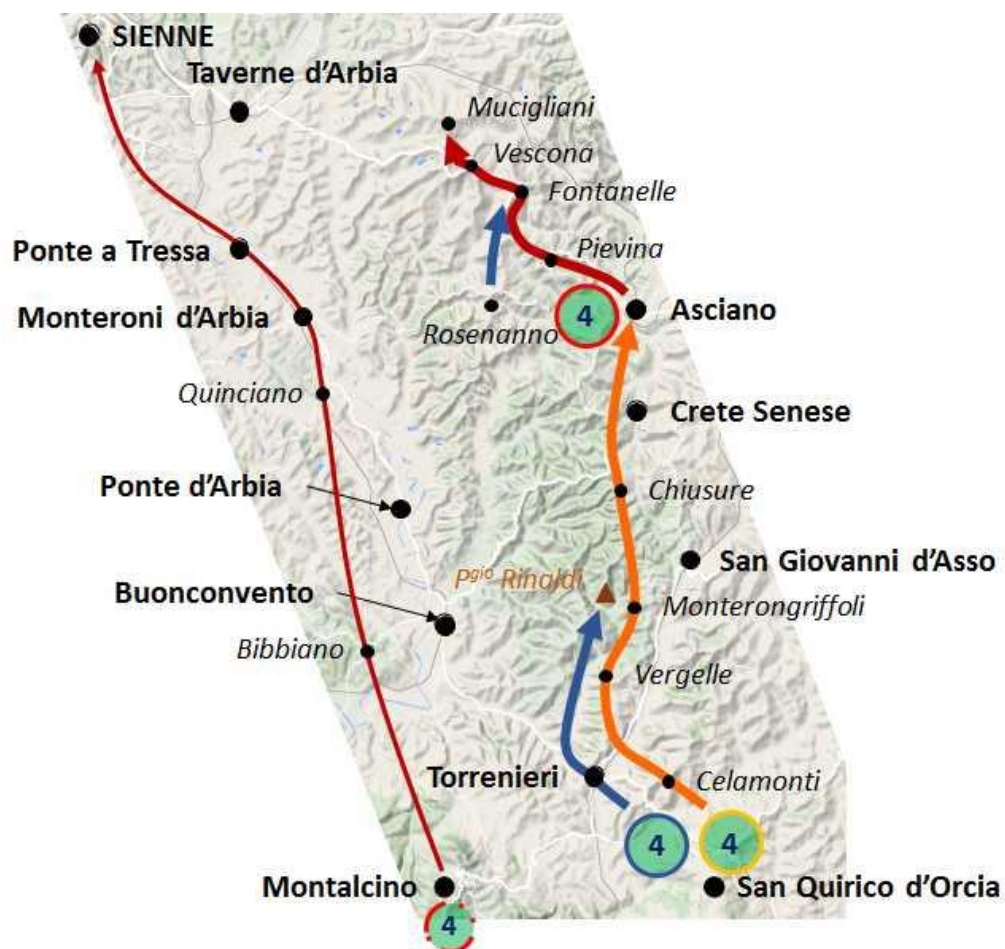 SIENNE
Taverne d'Arbia
Mucigliani
Vescona
Fontanelle
Ponte a Tressa
Pievina
Monteroni d'Arbia
4
Asciano
Rosenanno
Quinciano
Crete Senese
Ponte d'Arbia
Chiusure
San Giovanni d'Asso
Pgio Rinaldi
Buonconvento
Monterongriffoli
Bibbiano
Vergelle
Torrenieri
Celamonti
4
4
Montalcino
San Quirico d'Orcia
4